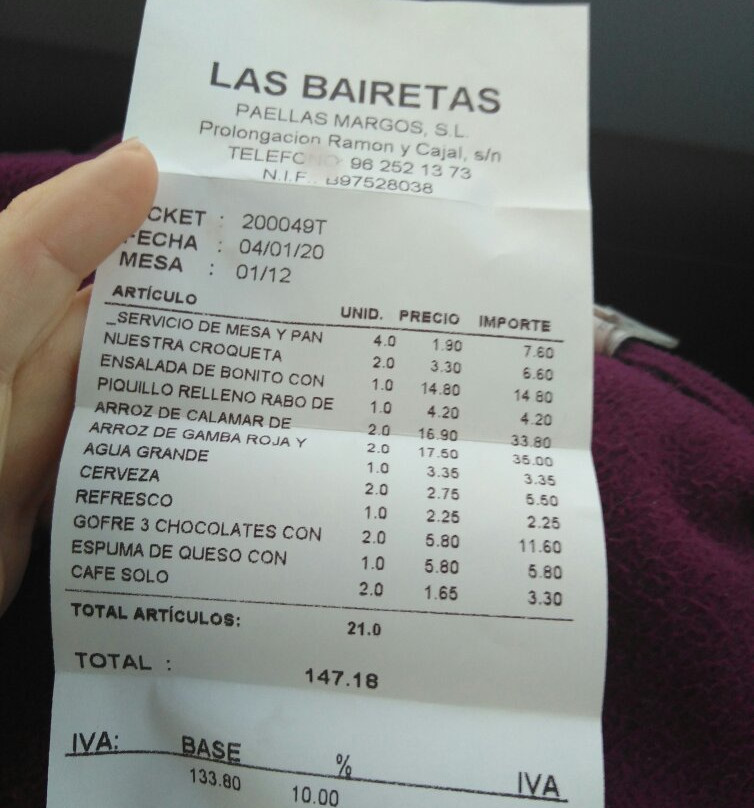 LAS BAIRETAS
PAELLAS MARGOS, S.L.
Prolongacion Ramon y Cajal, s/n
TELEFONO 96 252 13 73
N.I.F.: B97528038
CKET : 200049T
FECHA : 04/01/20
MESA : 01/12
ARTÍCULO UNID. PRECIO IMPORTE
_SERVICIO DE MESA Y PAN 4.0 1.90 7.60
NUESTRA CROQUETA 2.0 3.30 6.60
ENSALADA DE BONITO CON 1.0 14.80 14.80
PIQUILLO RELLENO RABO DE 1.0 4.20 4.20
ARROZ DE CALAMAR DE 2.0 16.90 33.80
ARROZ DE GAMBA ROJA Y 2.0 17.50 35.00
AGUA GRANDE 1.0 3.35 3.35
CERVEZA 2.0 2.75 5.50
REFRESCO 1.0 2.25 2.25
GOFRE 3 CHOCOLATES CON 2.0 5.80 11.60
ESPUMA DE QUESO CON 1.0 5.80 5.80
CAFE SOLO 2.0 1.65 3.30
TOTAL ARTÍCULOS: 21.0
TOTAL : 147.18
IVA: BASE % IVA
133.80 10.00